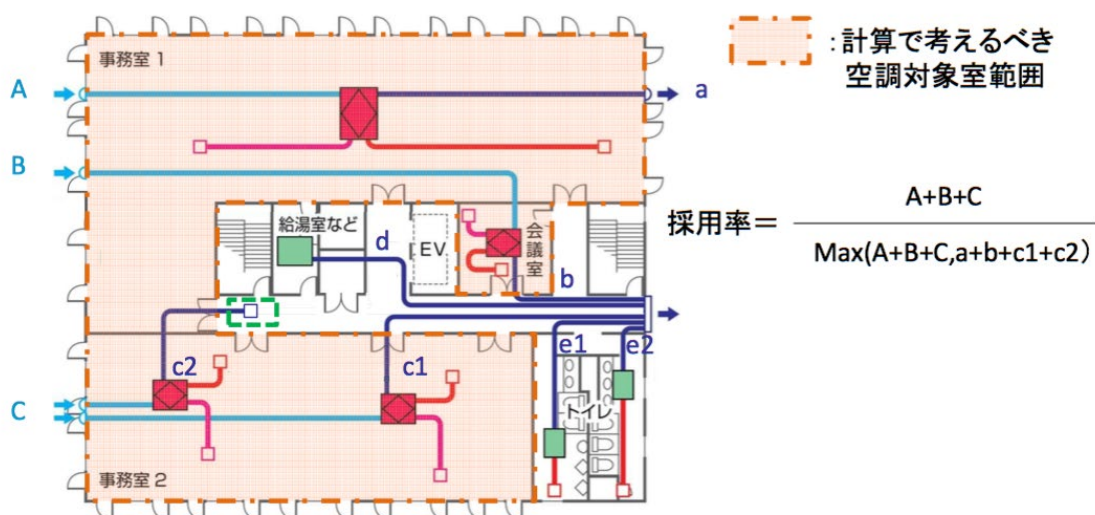 事務室1
:計算で考えるべき
空調対象室範囲
A
a
B
採用率=
A+B+C
Max(A+B+C,a+b+c1+c2)
給湯室など
d
EV
会議室
b
e1
e2
c2
c1
C
トイレ
事務室2